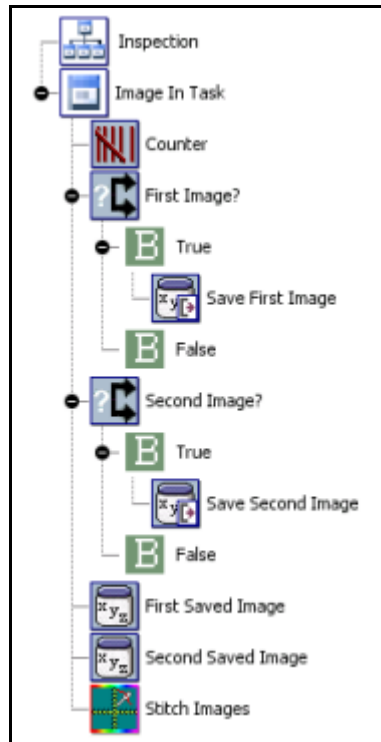 Inspection
Image In Task
Counter
First Image?
B True
Save First Image
B False
Second Image?
B True
Save Second Image
B False
First Saved Image
Second Saved Image
Stitch Images